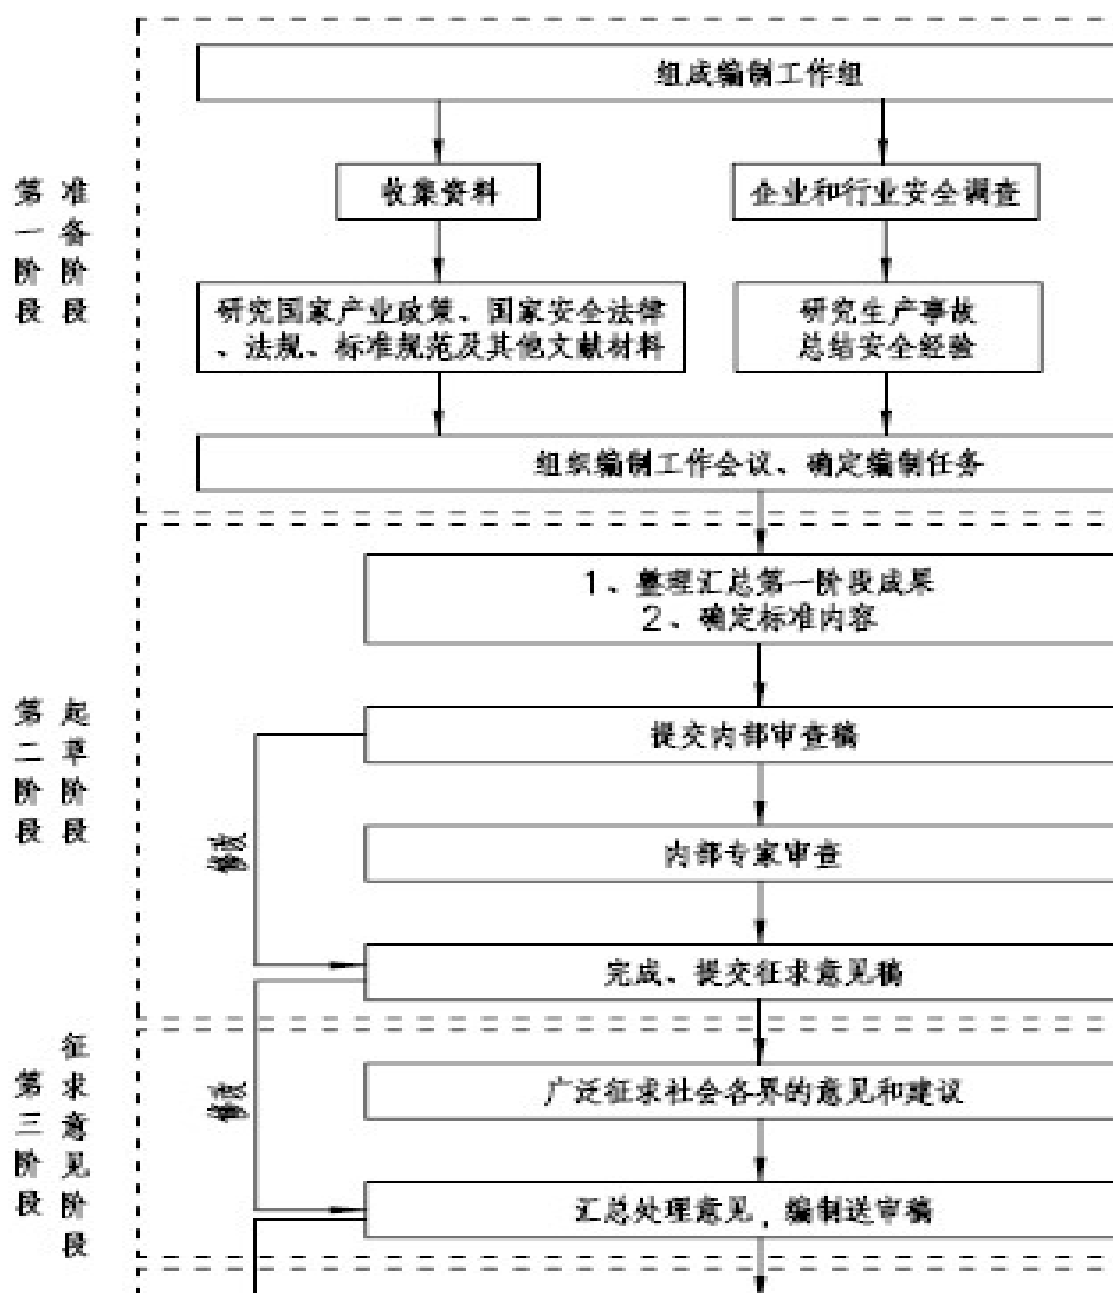 组成编制工作组
收集资料
企业和行业安全调查
研究国家产业政策、国家安全法律
、法规、标准规范及其他文献材料
研究生产事故
总结安全经验
组织编制工作会议、确定编制任务
第一阶段
准备阶段
1、整理汇总第一阶段成果
2、确定标准内容
提交内部审查稿
内部专家审查
完成、提交征求意见稿
修改
第二阶段
起草阶段
广泛征求社会各界的意见和建议
汇总处理意见，编制送审稿
修改
第三阶段
征求意见阶段